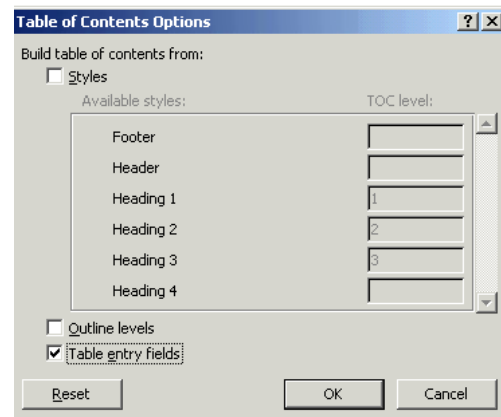 Table of Contents Options
Build table of contents from:
Styles
Available styles: TOC level:
Footer
Header
Heading 1 1
Heading 2 2
Heading 3 3
Heading 4
Outline levels
Table entry fields
Reset OK Cancel